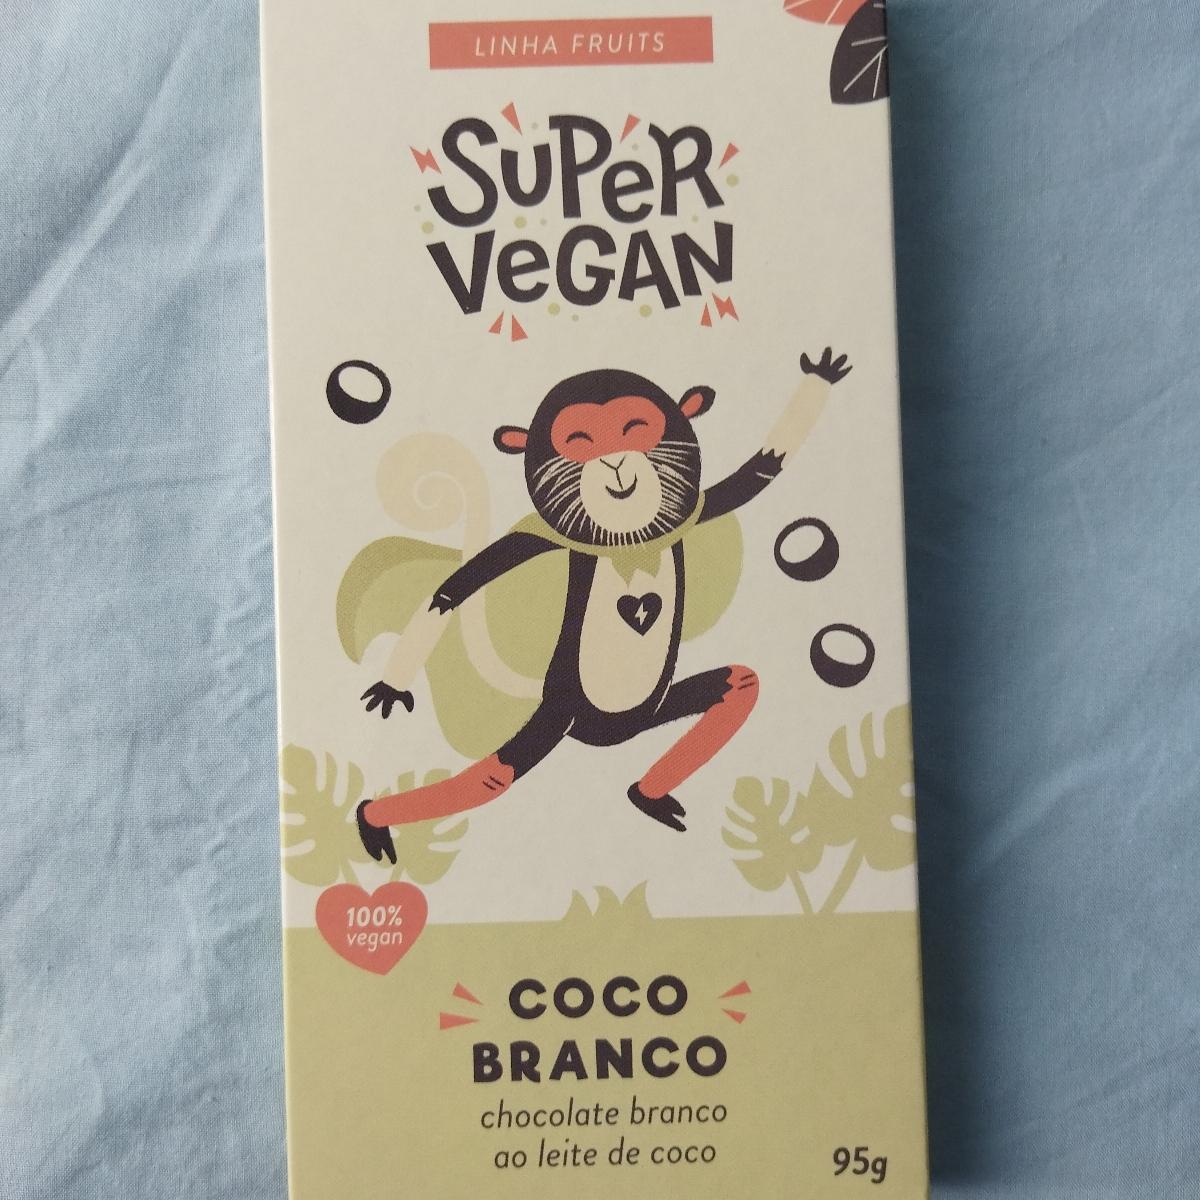 LINHA FRUITS
SUPeR
VeGAN
100%
vegan
COCO
BRANCO
chocolate branco
ao leite de coco
95g